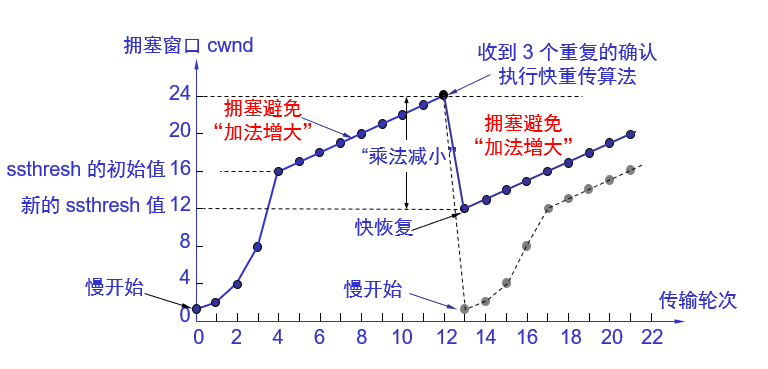 拥塞窗口 cwnd
收到 3 个重复的确认
执行快重传算法
24
拥塞避免
“加法增大”
拥塞避免
“加法增大”
20
“乘法减小”
ssthresh 的初始值 16
新的 ssthresh 值 12
快恢复
8
4
慢开始
慢开始
传输轮次
0
0 2 4 6 8 10 12 14 16 18 20 22